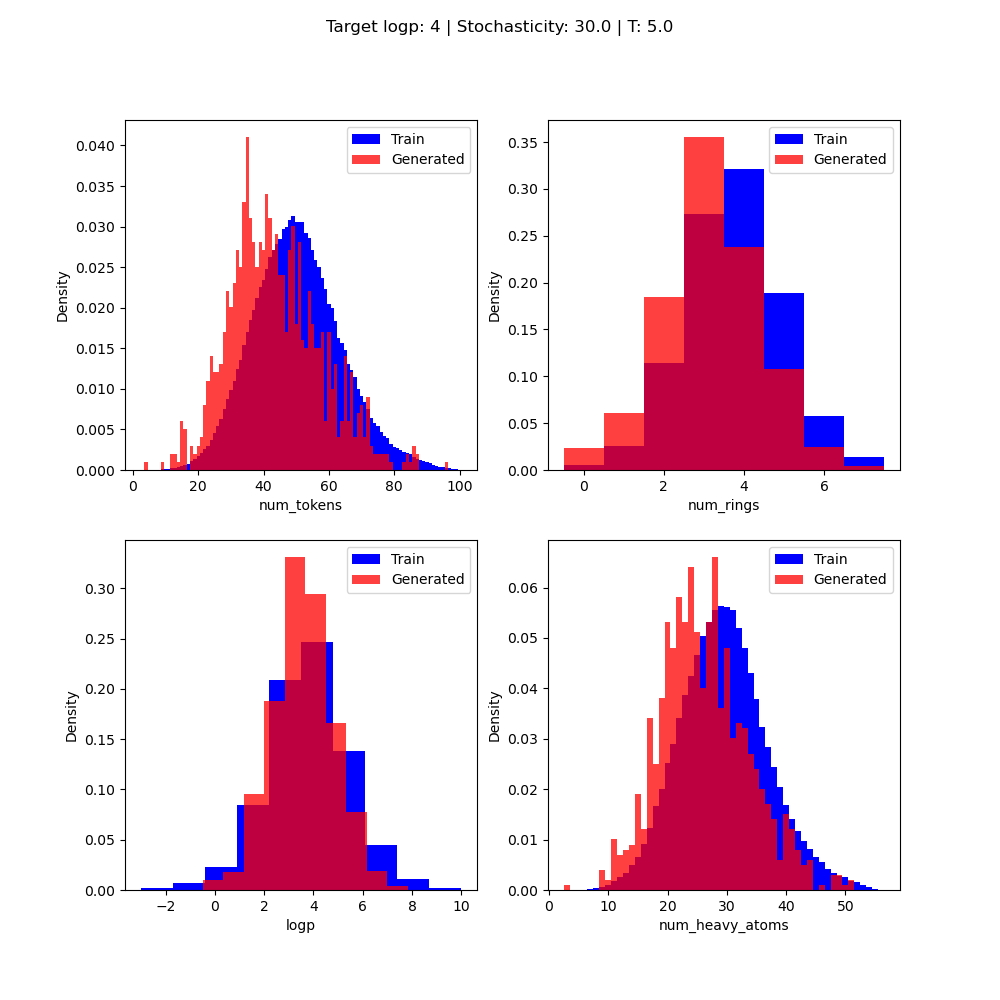 Target logp: 4 | Stochasticity: 30.0 | T: 5.0
Train
Generated
0.040
0.035
0.030
0.025
0.020
0.015
0.010
0.005
0.000
Density
0 20 40 60 80 100
num_tokens
Train
Generated
0.35
0.30
0.25
0.20
0.15
0.10
0.05
0.00
Density
0 2 4 6
num_rings
Train
Generated
0.30
0.25
0.20
0.15
0.10
0.05
0.00
Density
−2 0 2 4 6 8 10
logp
Train
Generated
0.06
0.05
0.04
0.03
0.02
0.01
0.00
Density
0 10 20 30 40 50
num_heavy_atoms